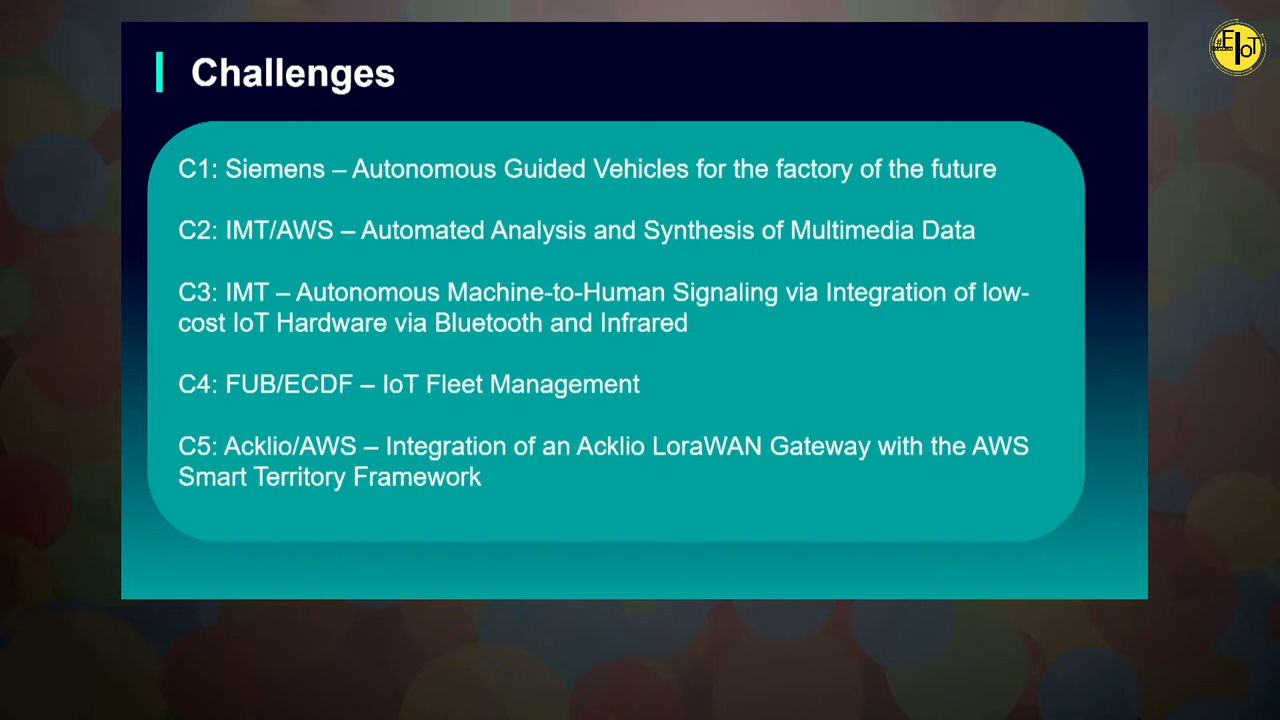 Challenges
C1: Siemens – Autonomous Guided Vehicles for the factory of the future
C2: IMT/AWS – Automated Analysis and Synthesis of Multimedia Data
C3: IMT – Autonomous Machine-to-Human Signaling via Integration of low-
cost IoT Hardware via Bluetooth and Infrared
C4: FUB/ECDF – IoT Fleet Management
C5: Acklio/AWS – Integration of an Acklio LoraWAN Gateway with the AWS
Smart Territory Framework
EIoT